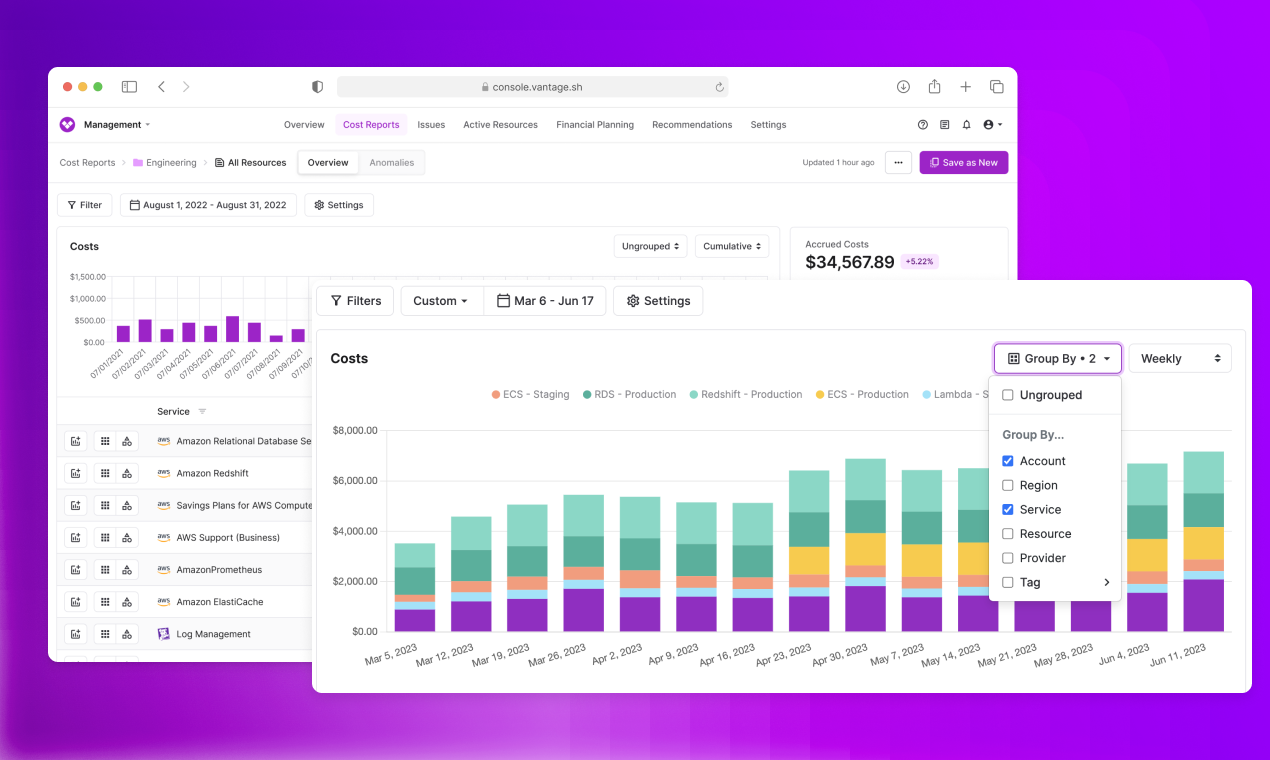 console.vantage.sh
Management
Overview Cost Reports Issues Active Resources Financial Planning Recommendations Settings
Cost Reports Engineering All Resources Overview Anomalies
Updated 1 hour ago ... Save as New
Filter August 1, 2022 - August 31, 2022 Settings
Costs Ungrouped Cumulative
Accrued Costs
$34,567.89 +5.22%
$1,500.00
$1,000.00
$500.00
$0.00
07/01/2021 07/02/2021 07/03/2021 07/04/2021 07/05/2021 07/06/2021 07/07/2021 07/08/2021 07/09/2021 07/10/
Service
aws Amazon Relational Database Se
aws Amazon Redshift
aws Savings Plans for AWS Compute
aws AWS Support (Business)
aws AmazonPrometheus
aws Amazon ElastiCache
Log Management
Filters Custom Mar 6 - Jun 17 Settings
Costs Group By • 2 Weekly
ECS - Staging RDS - Production Redshift - Production ECS - Production Lambda - S
Ungrouped
Group By...
Account
Region
Service
Resource
Provider
Tag
$8,000.00
$6,000.00
$4,000.00
$2,000.00
$0.00
Mar 5, 2023 Mar 12, 2023 Mar 19, 2023 Mar 26, 2023 Apr 2, 2023 Apr 9, 2023 Apr 16, 2023 Apr 23, 2023 Apr 30, 2023 May 7, 2023 May 14, 2023 May 21, 2023 May 28, 2023 Jun 4, 2023 Jun 11, 2023